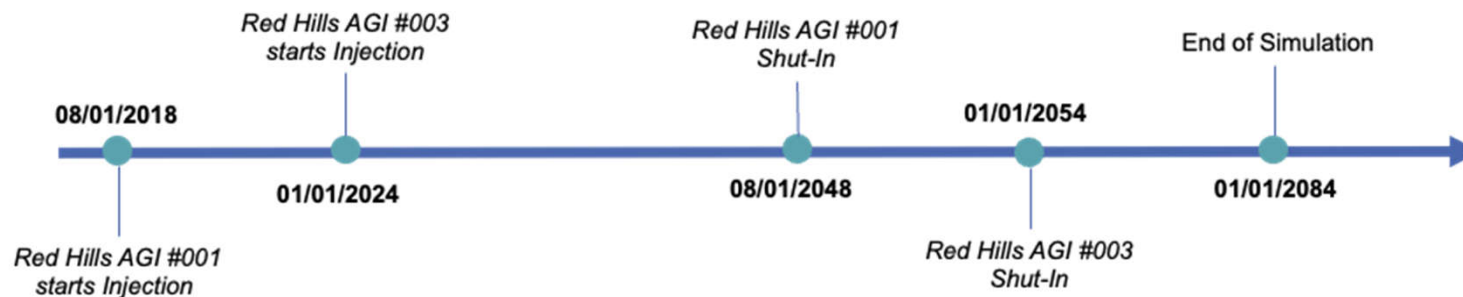 Red Hills AGI #003
starts Injection
Red Hills AGI #001
Shut-In
End of Simulation
08/01/2018
01/01/2054
01/01/2024
08/01/2048
01/01/2084
Red Hills AGI #001
starts Injection
Red Hills AGI #003
Shut-In